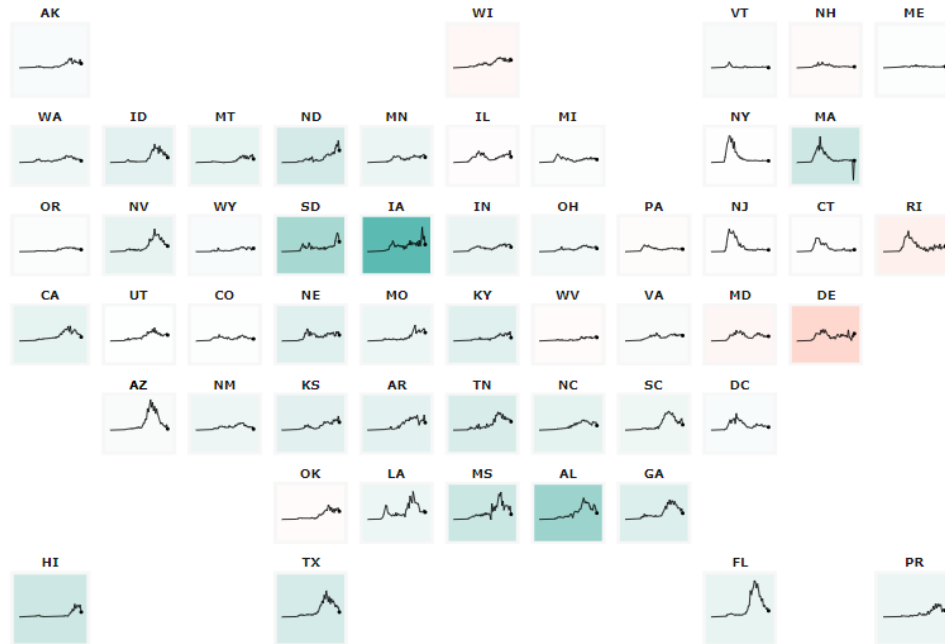 AK WI VT NH ME
WA ID MT ND MN IL MI NY MA
OR NV WY SD IA IN OH PA NJ CT RI
CA UT CO NE MO KY WV VA MD DE
AZ NM KS AR TN NC SC DC
OK LA MS AL GA
HI TX FL PR